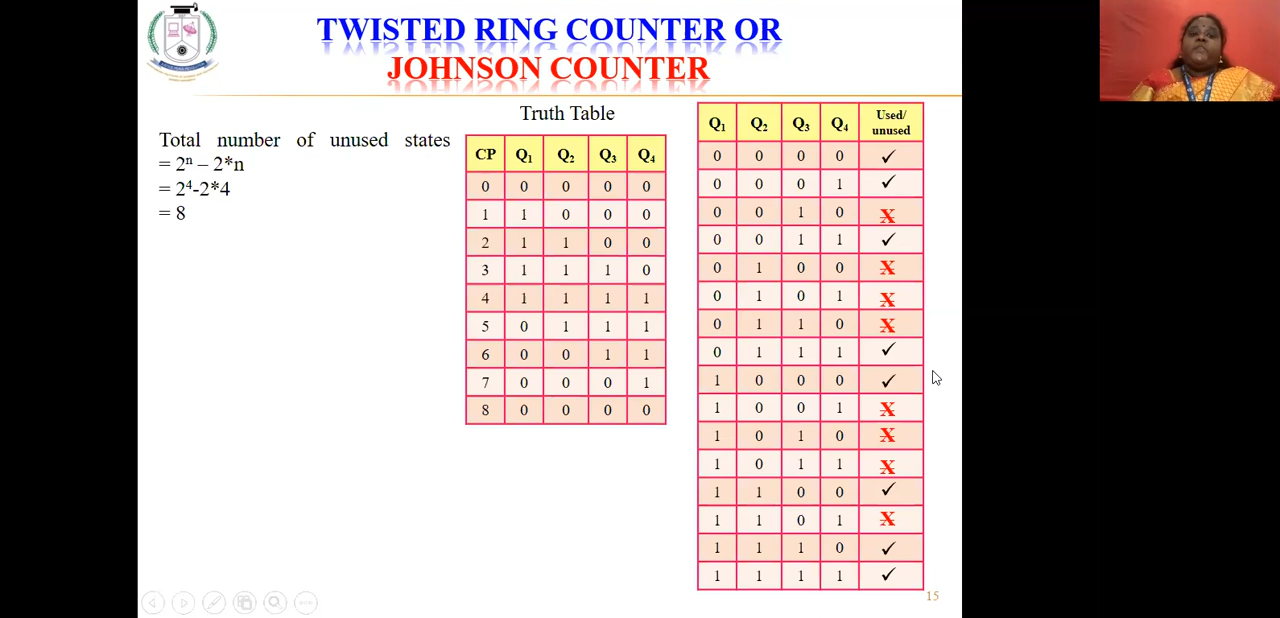 TWISTED RING COUNTER OR
JOHNSON COUNTER
Total number of unused states
= 2ⁿ – 2*n
= 2⁴-2*4
= 8
Truth Table
CP Q₁ Q₂ Q₃ Q₄
0 0 0 0 0
1 1 0 0 0
2 1 1 0 0
3 1 1 1 0
4 1 1 1 1
5 0 1 1 1
6 0 0 1 1
7 0 0 0 1
8 0 0 0 0
Q₁ Q₂ Q₃ Q₄ Used/
unused
0 0 0 0 ✓
0 0 0 1 ✓
0 0 1 0 X
0 0 1 1 ✓
0 1 0 0 X
0 1 0 1 X
0 1 1 0 X
0 1 1 1 ✓
1 0 0 0 ✓
1 0 0 1 X
1 0 1 0 X
1 0 1 1 X
1 1 0 0 ✓
1 1 0 1 X
1 1 1 0 ✓
1 1 1 1 ✓
15